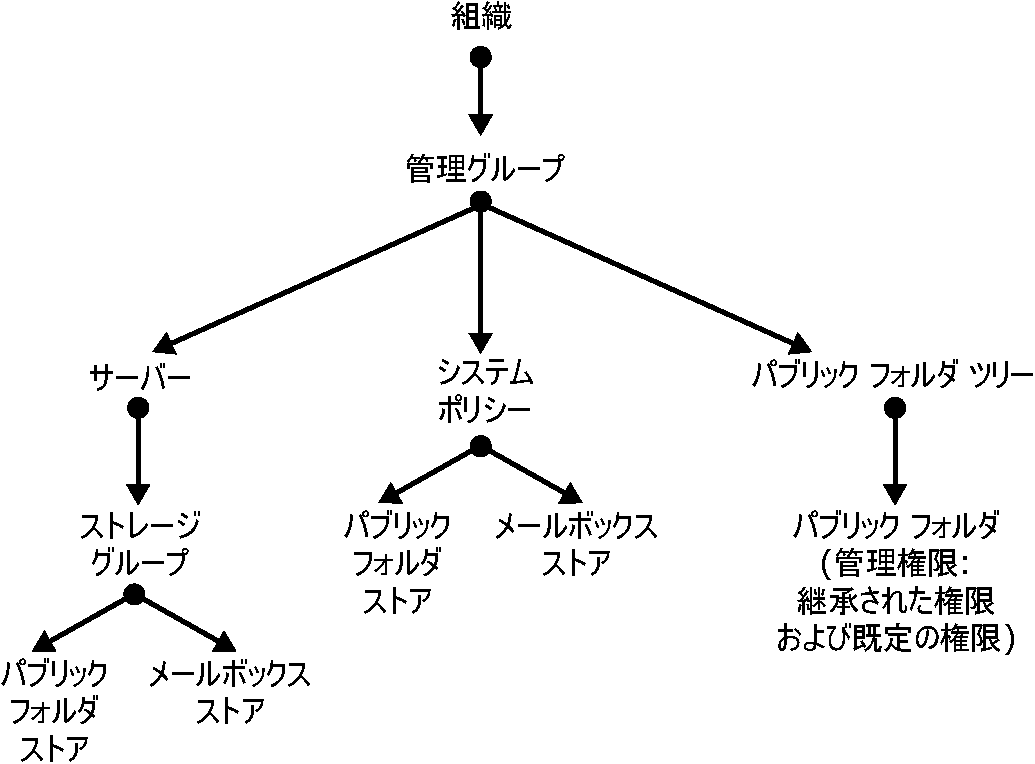 組織
管理グループ
サーバー
システム
ポリシー
パブリック フォルダ ツリー
ストレージ
グループ
パブリック
フォルダ
ストア
メールボックス
ストア
パブリック フォルダ
(管理権限:
継承された権限
および既定の権限)
パブリック
フォルダ
ストア
メールボックス
ストア